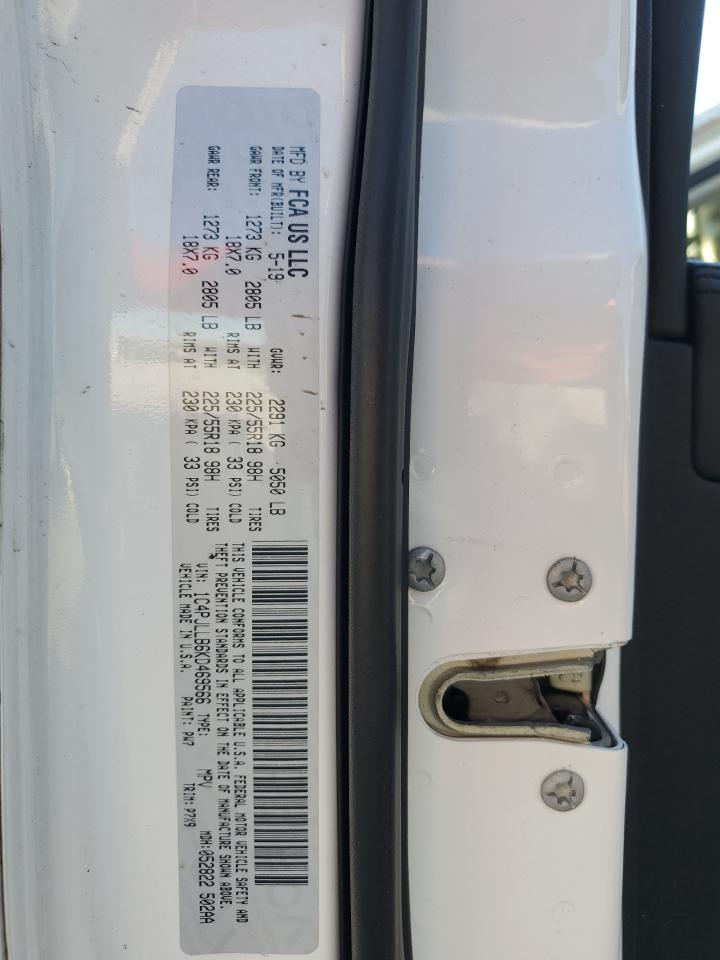 MFD BY FCA US LLC
DATE OF MFR(BUILT): 5-19 GVWR: 2291 KG 5050 LB
GAWR FRONT: 1273 KG 2805 LB WITH 225/55R18 98H TIRES
18X7.0 RIMS AT 230 KPA ( 33 PSI) COLD
GAWR REAR: 1273 KG 2805 LB WITH 225/55R18 98H TIRES
18X7.0 RIMS AT 230 KPA ( 33 PSI) COLD
THIS VEHICLE CONFORMS TO ALL APPLICABLE U.S.A. FEDERAL MOTOR VEHICLE SAFETY AND
THEFT PREVENTION STANDARDS IN EFFECT ON THE DATE OF MANUFACTURE SHOWN ABOVE.
VIN: 1C4PJLLB6KD469566 TYPE: MPV MDH:052822 502AA
VEHICLE MADE IN U.S.A. PAINT: PW7 TRIM:P7X9